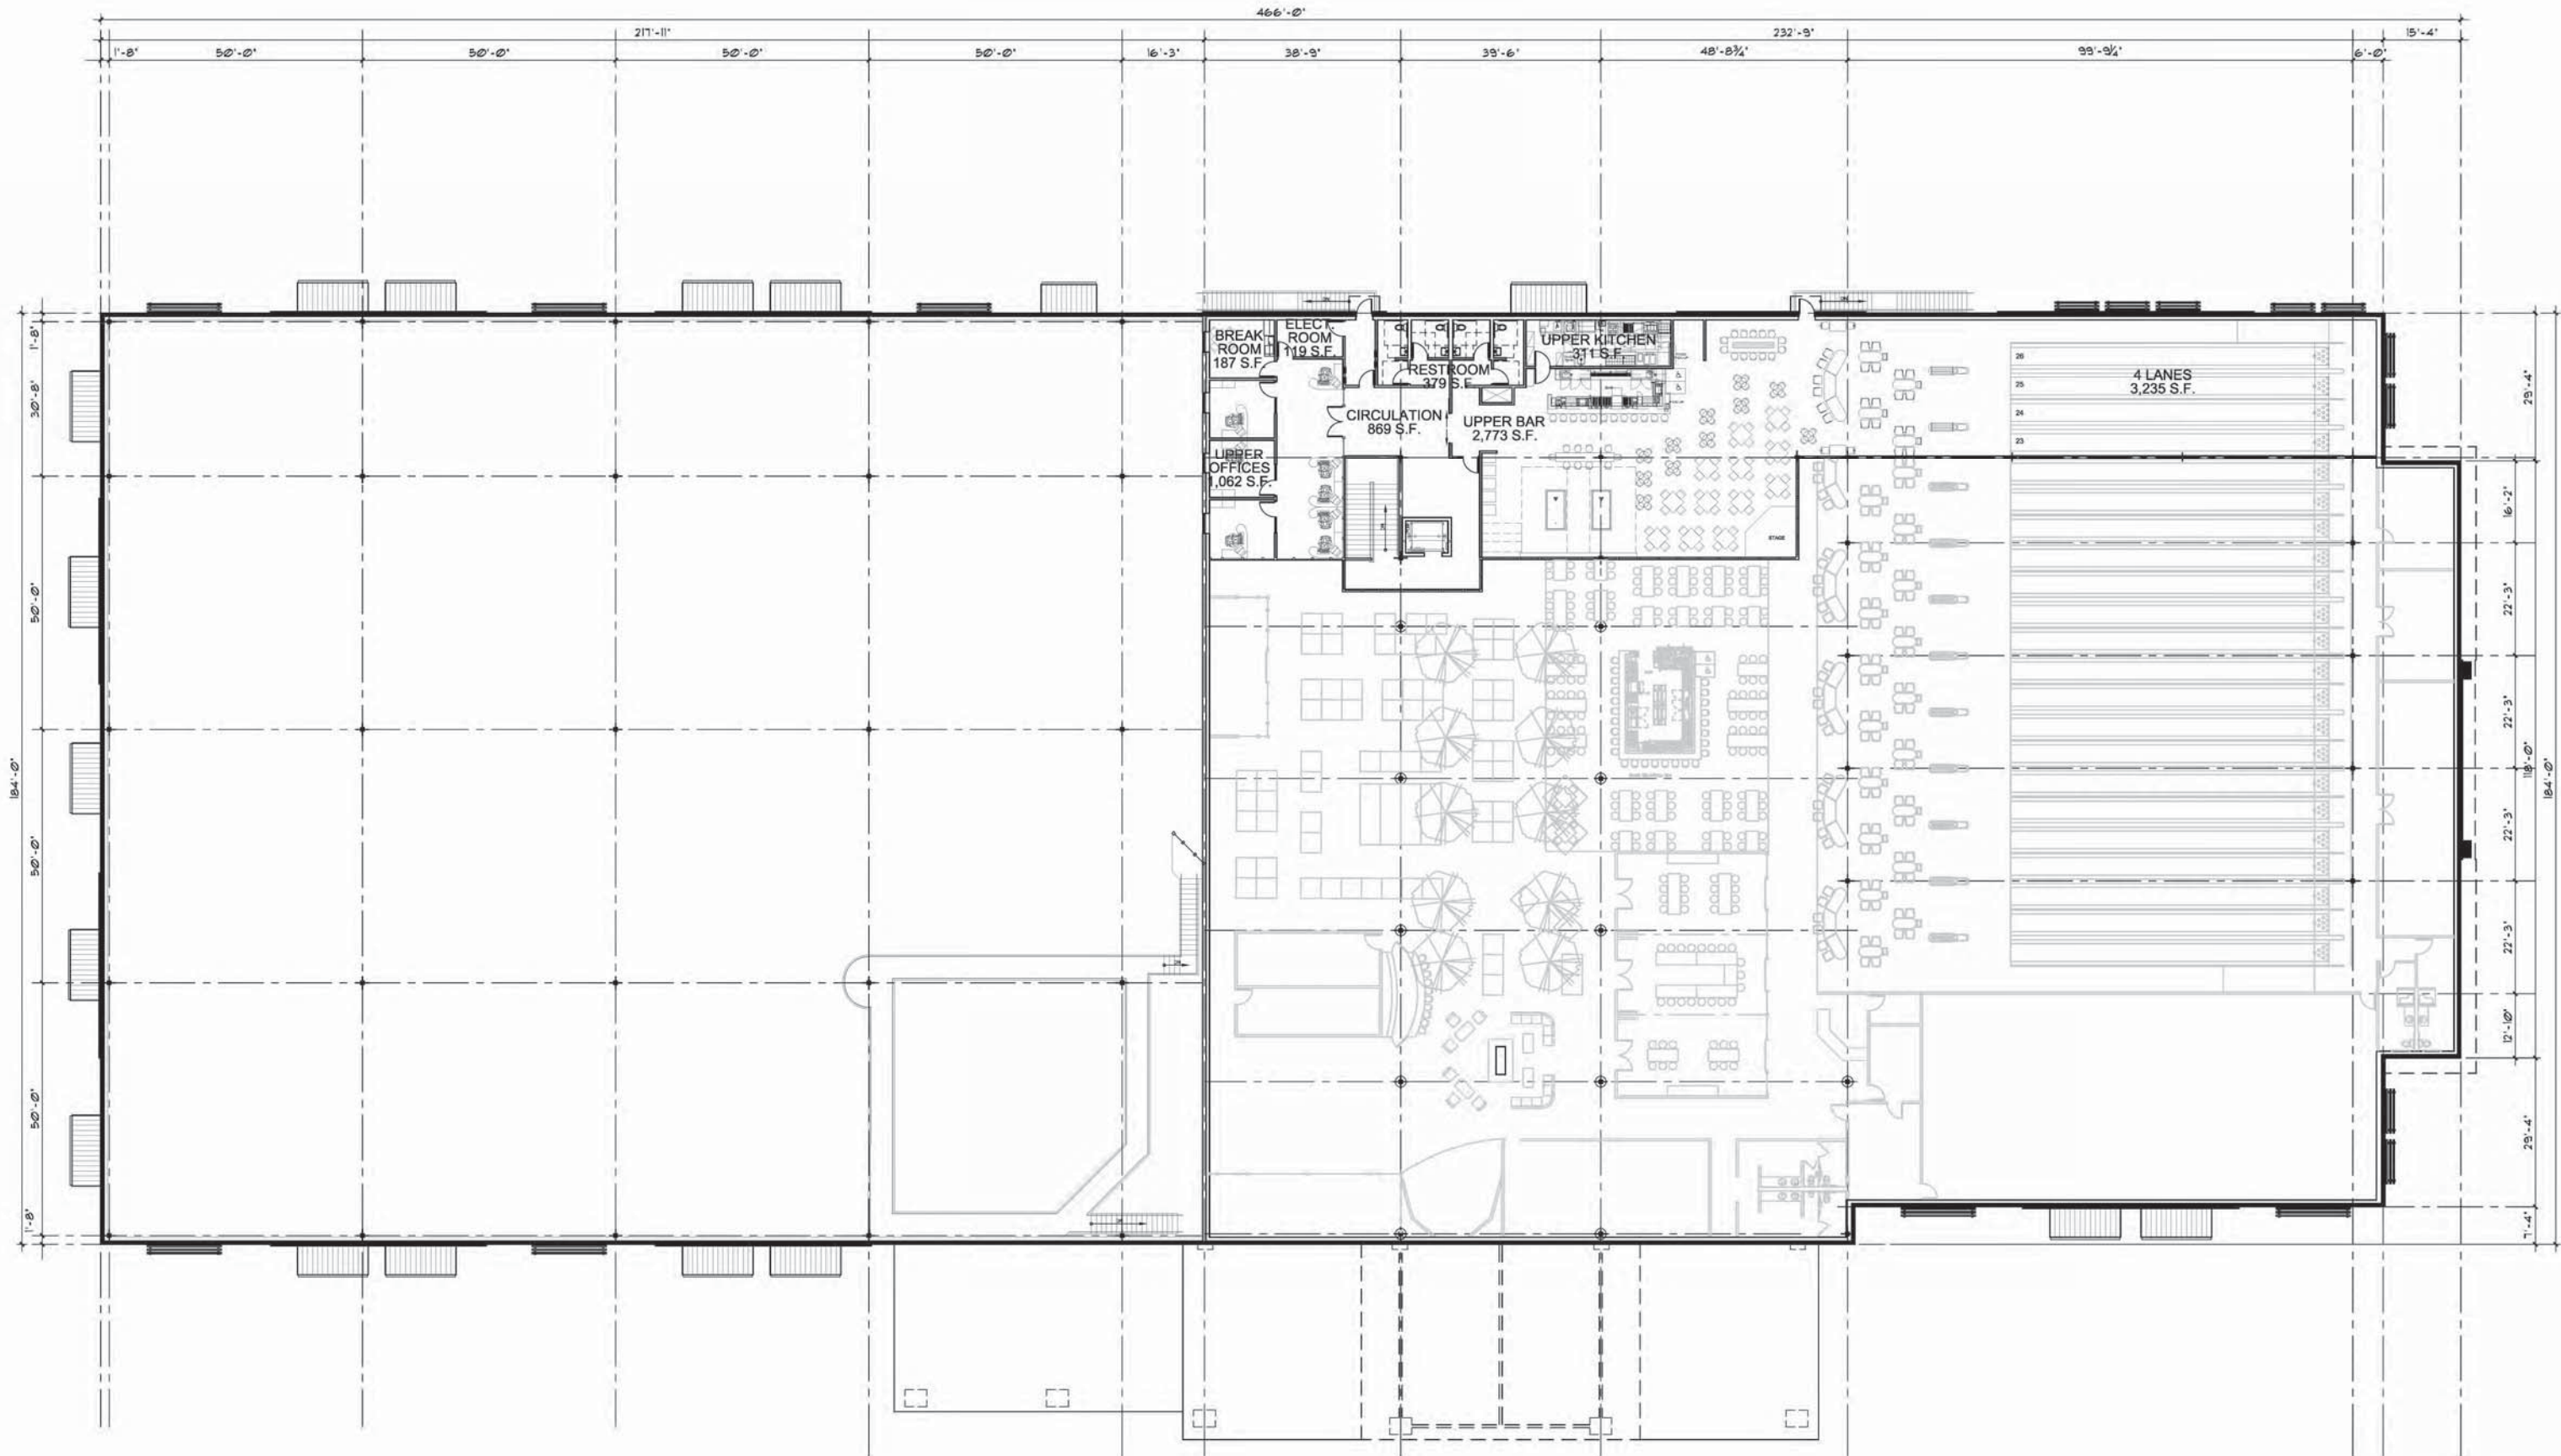 466'-0"
217'-11"
232'-9"
15'-4"
1'-8"
50'-0"
50'-0"
50'-0"
50'-0"
16'-3"
38'-9"
39'-6"
48'-8¾"
99'-9¼"
6'-0"
DN
DN
BREAK
ROOM
187 S.F.
ELECT.
ROOM
119 S.F.
RESTROOM
379 S.F.
UPPER KITCHEN
311 S.F.
CIRCULATION
869 S.F.
UPPER BAR
2,773 S.F.
UPPER
OFFICES
1,062 S.F.
4 LANES
3,235 S.F.
26
25
24
23
STAGE
1'-8"
30'-8"
50'-0"
50'-0"
50'-0"
1'-8"
184'-0"
29'-4"
16'-2"
22'-3"
22'-3"
22'-3"
22'-3"
12'-10"
29'-4"
7'-4"
118'-0"
184'-0"